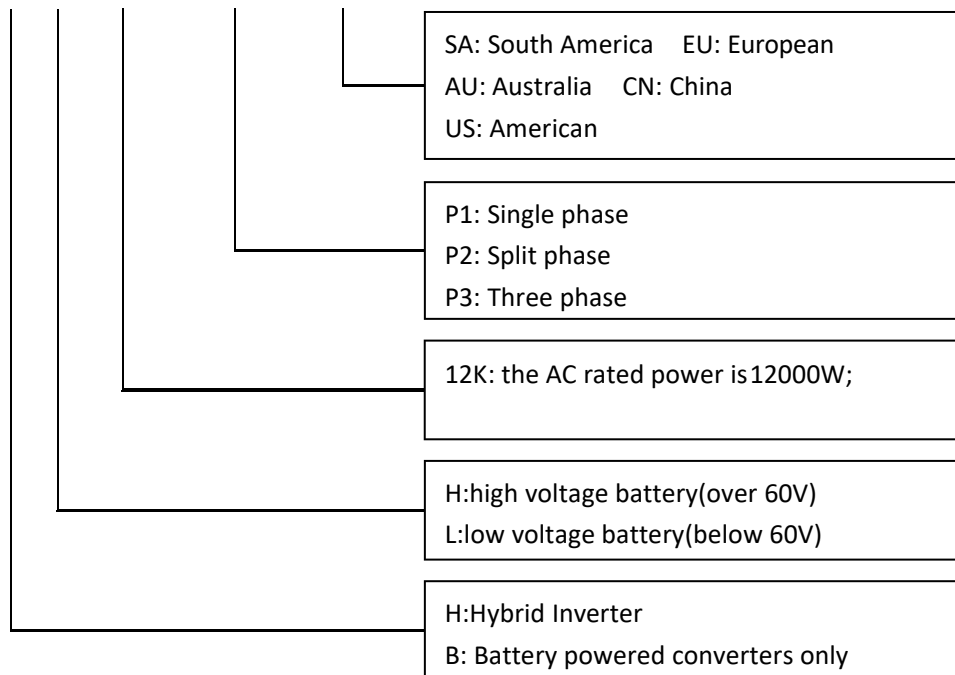 SA: South America EU: European
AU: Australia CN: China
US: American
P1: Single phase
P2: Split phase
P3: Three phase
12K: the AC rated power is12000W;
H:high voltage battery(over 60V)
L:low voltage battery(below 60V)
H:Hybrid Inverter
B: Battery powered converters only